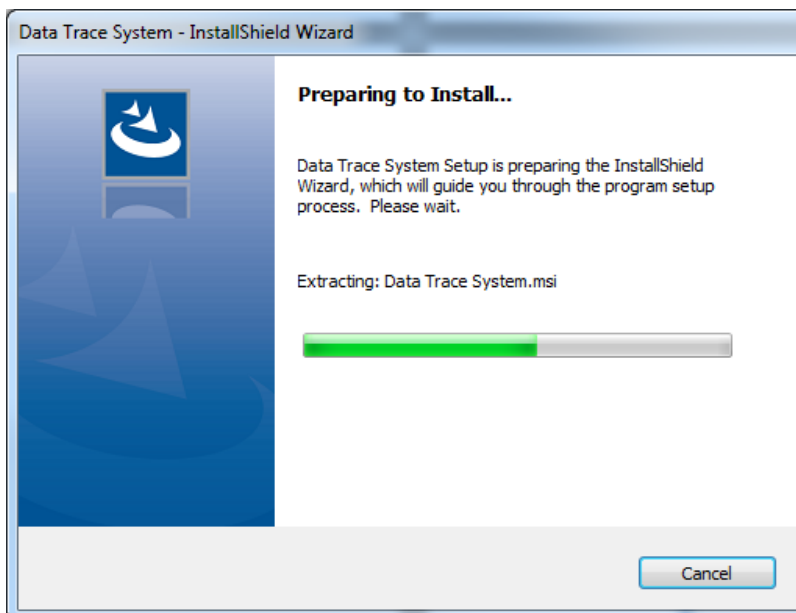 Data Trace System - InstallShield Wizard
Preparing to Install...
Data Trace System Setup is preparing the InstallShield
Wizard, which will guide you through the program setup
process.  Please wait.
Extracting: Data Trace System.msi
Cancel